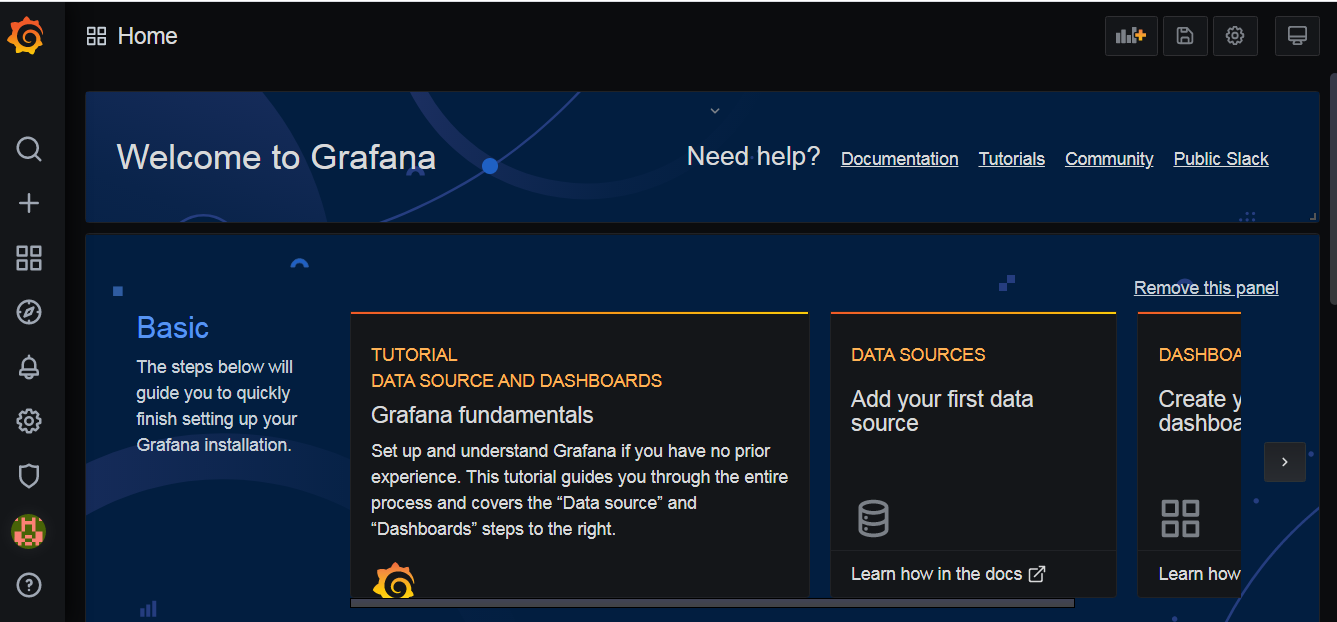 Home
Welcome to Grafana
Need help?
Documentation
Tutorials
Community
Public Slack
Remove this panel
Basic
The steps below will
guide you to quickly
finish setting up your
Grafana installation.
TUTORIAL
DATA SOURCE AND DASHBOARDS
Grafana fundamentals
Set up and understand Grafana if you have no prior
experience. This tutorial guides you through the entire
process and covers the “Data source” and
“Dashboards” steps to the right.
DATA SOURCES
Add your first data
source
Learn how in the docs
DASHBOA
Create y
dashboa
Learn how